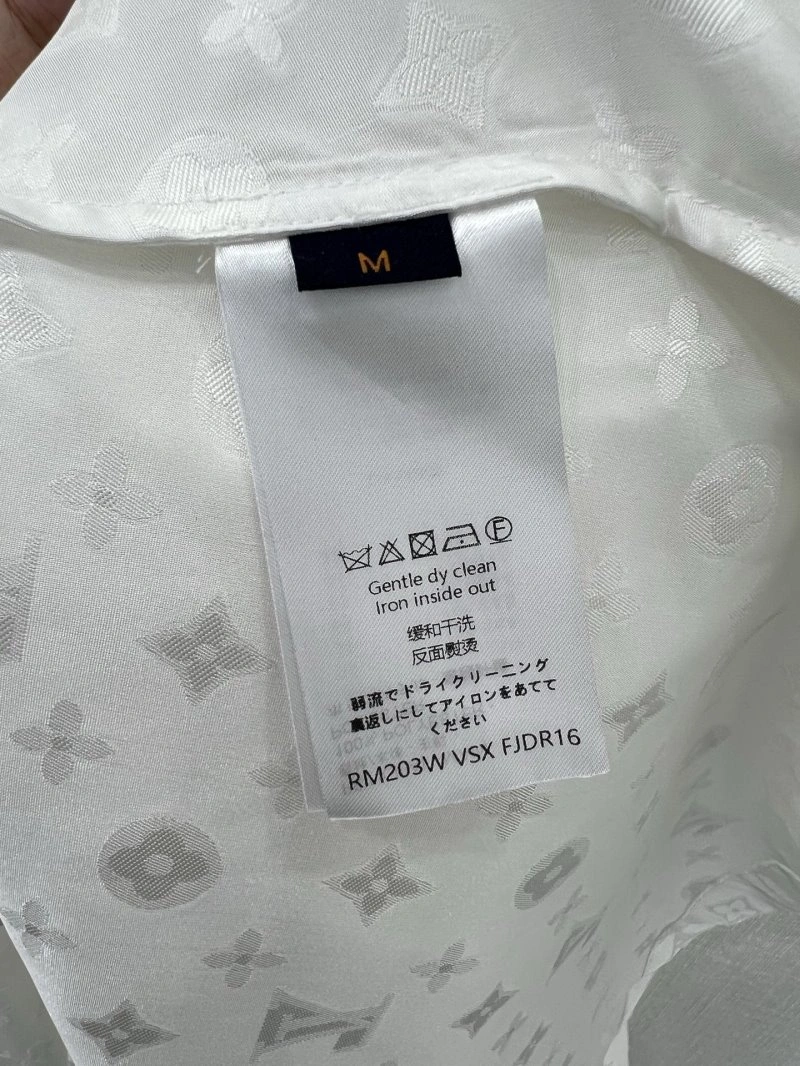 M
F
Gentle dy clean
Iron inside out
缓和干洗
反面熨烫
弱流でドライクリーニング
裏返しにしてアイロンをあてて
ください
RM203W VSX FJDR16